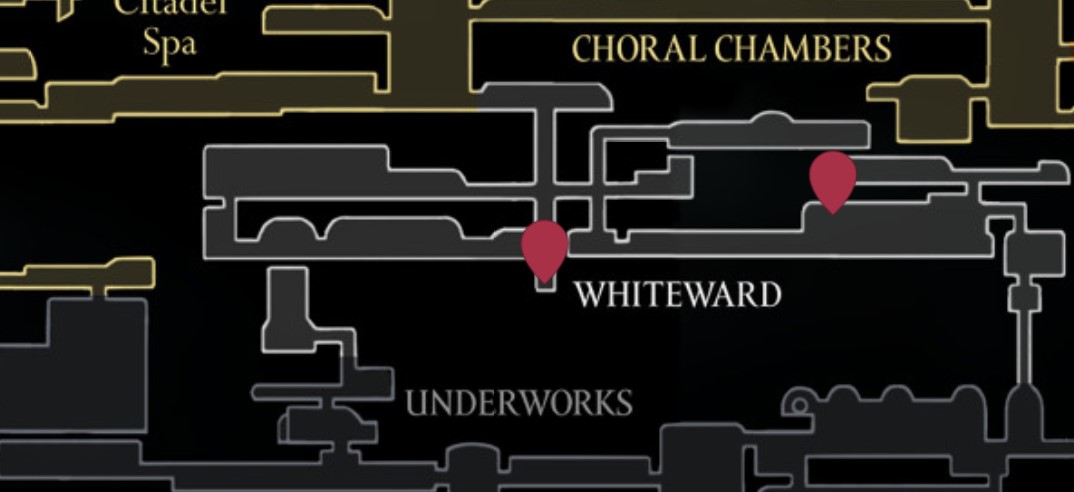 Citadel
Spa
CHORAL CHAMBERS
WHITEWARD
UNDERWORKS